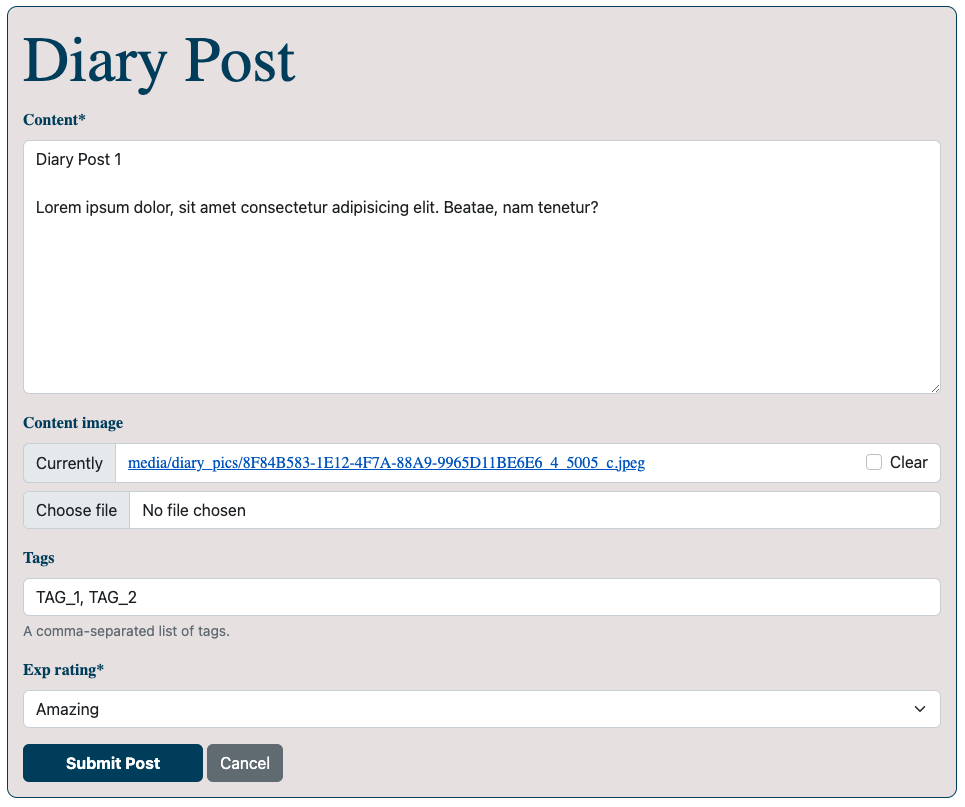 Diary Post
Content*
Diary Post 1
Lorem ipsum dolor, sit amet consectetur adipisicing elit. Beatae, nam tenetur?
Content image
Currently media/diary_pics/8F84B583-1E12-4F7A-88A9-9965D11BE6E6_4_5005_c.jpeg Clear
Choose file No file chosen
Tags
TAG_1, TAG_2
A comma-separated list of tags.
Exp rating*
Amazing
Submit Post Cancel